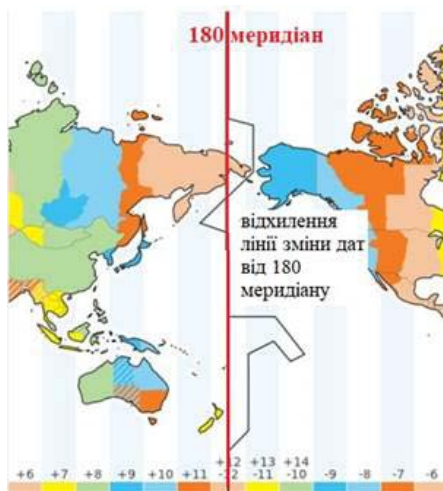 180 меридіан
відхилення
лінії зміни дат
від 180
меридіану
+12 +13 +14
+6 +7 +8 +9 +10 +11 -12 -11 -10 -9 -8 -7 -6